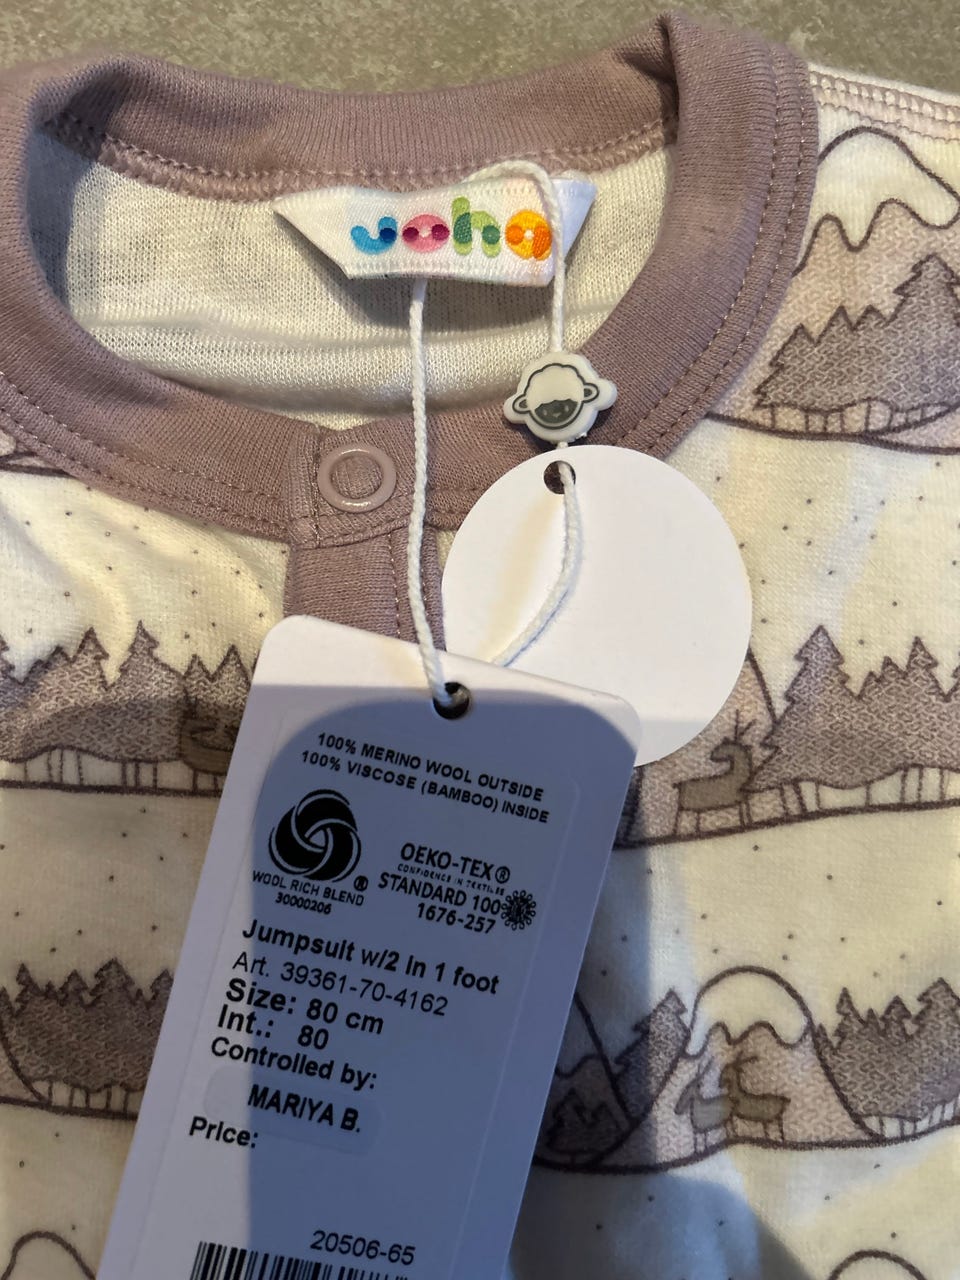 joha
100% MERINO WOOL OUTSIDE
100% VISCOSE (BAMBOO) INSIDE
WOOL RICH BLEND ®
30000206
OEKO-TEX®
CONFIDENCE IN TEXTILES
STANDARD 100
1676-257
Jumpsuit w/2 in 1 foot
Art. 39361-70-4162
Size: 80 cm
Int.: 80
Controlled by:
MARIYA B.
Price:
20506-65